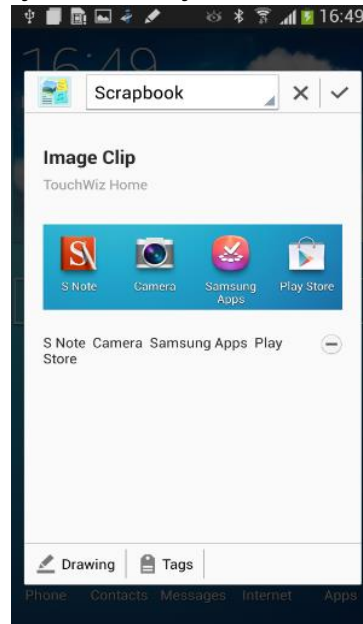 16:49
16:49
Scrapbook
Image Clip
TouchWiz Home
S Note Camera Samsung Apps Play Store
S Note Camera Samsung Apps Play
Store
Drawing Tags
Phone Contacts Messages Internet Apps